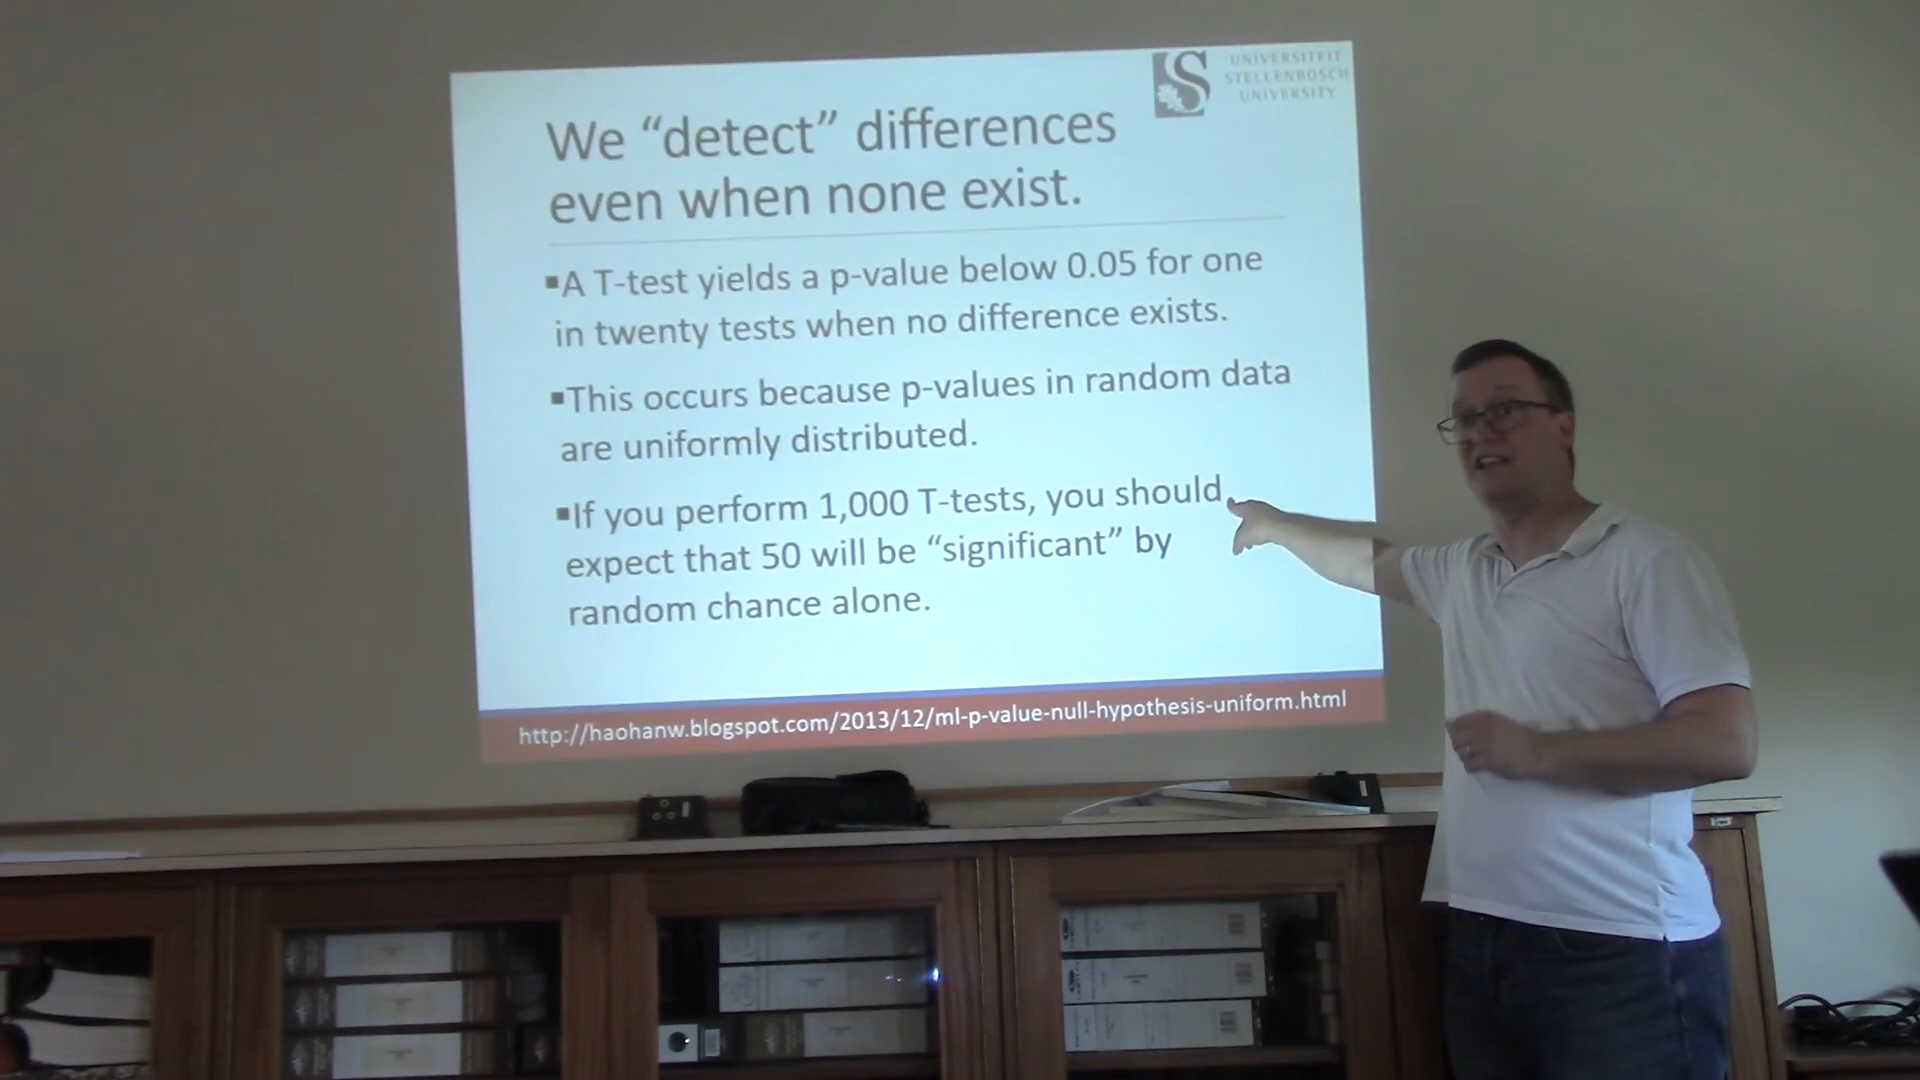 UNIVERSITEIT
STELLENBOSCH
UNIVERSITY
We “detect” differences
even when none exist.
▪A T-test yields a p-value below 0.05 for one
in twenty tests when no difference exists.
▪This occurs because p-values in random data
are uniformly distributed.
▪If you perform 1,000 T-tests, you should
expect that 50 will be “significant” by
random chance alone.
http://haohanw.blogspot.com/2013/12/ml-p-value-null-hypothesis-uniform.html